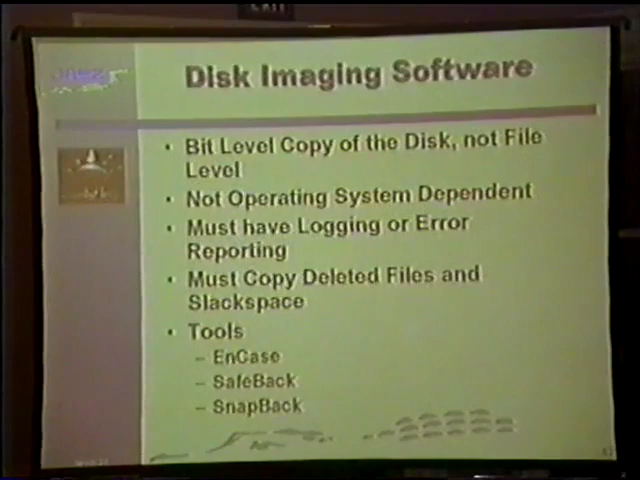 EXIT
Disk Imaging Software
• Bit Level Copy of the Disk, not File
Level
• Not Operating System Dependent
• Must have Logging or Error
Reporting
• Must Copy Deleted Files and
Slackspace
• Tools
– EnCase
– SafeBack
– SnapBack